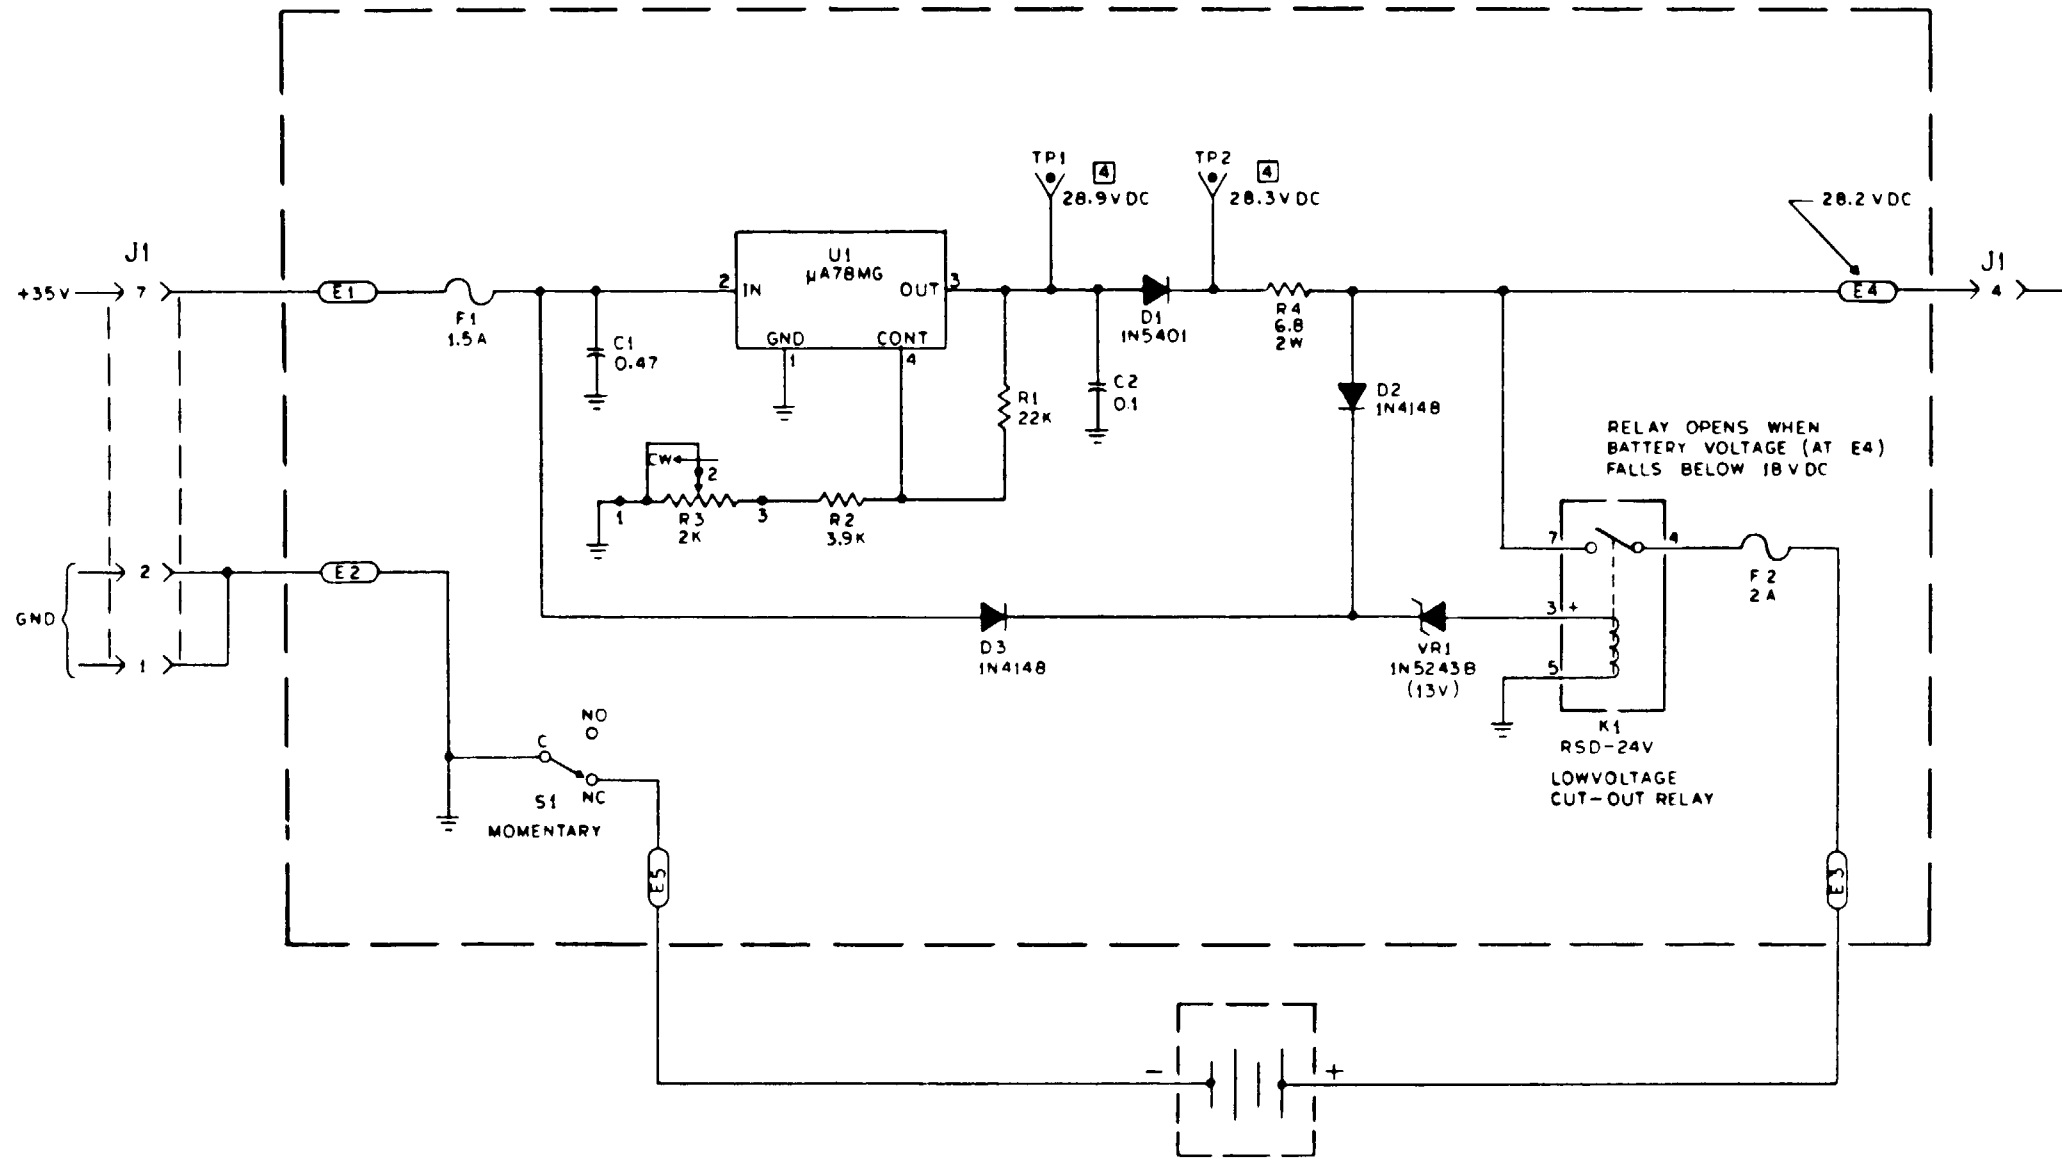 TP1
4
28.9VDC
TP2
4
28.3VDC
28.2VDC
J1
+35V
7
E1
F1
1.5A
C1
0.47
2
IN
U1
µA78MG
OUT
3
GND
1
CONT
4
D1
1N5401
R4
6.8
2W
E4
J1
4
R1
22K
C2
0.1
D2
1N4148
RELAY OPENS WHEN
BATTERY VOLTAGE (AT E4)
FALLS BELOW 18VDC
CW
2
1
R3
2K
3
R2
3.9K
7
4
F2
2A
GND
2
1
E2
D3
1N4148
VR1
1N5243B
(13V)
3
+
5
K1
RSD-24V
LOWVOLTAGE
CUT-OUT RELAY
NO
C
NC
S1
MOMENTARY
E5
E3
-
+